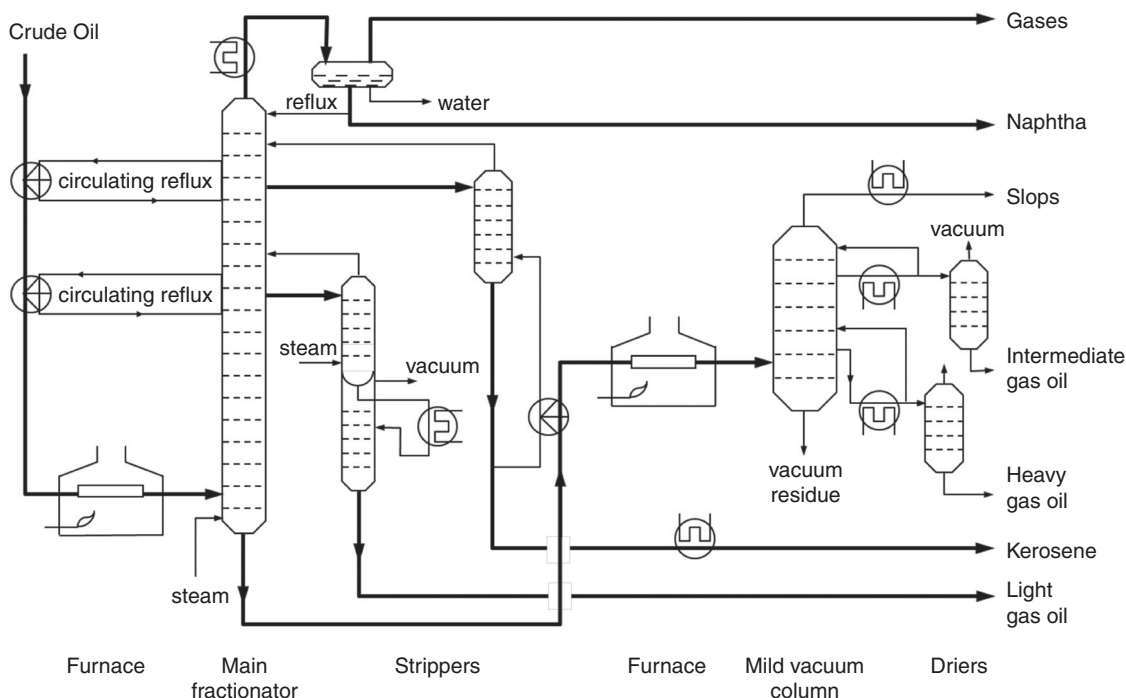 Crude Oil
Gases
reflux
water
Naphtha
circulating reflux
Slops
vacuum
circulating reflux
steam
vacuum
Intermediate
gas oil
vacuum
residue
Heavy
gas oil
Kerosene
steam
Light
gas oil
Furnace
Main
fractionator
Strippers
Furnace
Mild vacuum
column
Driers